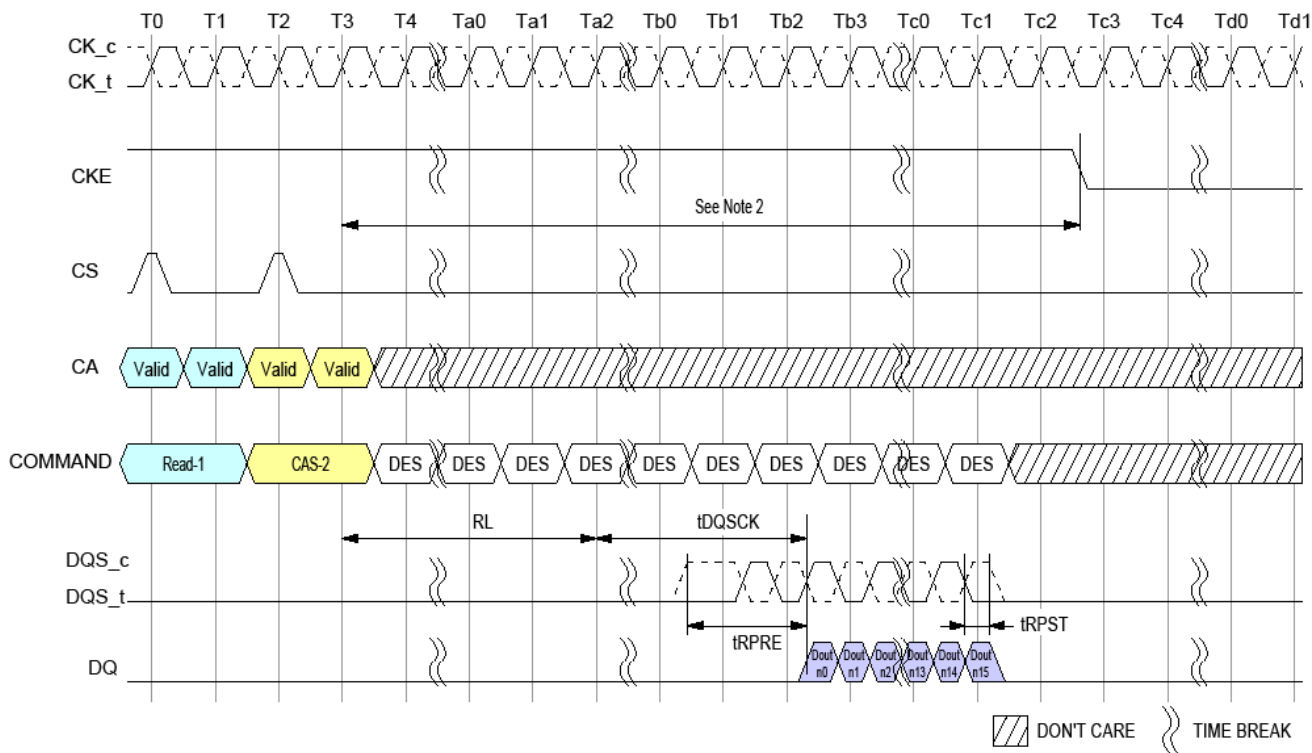 T0 T1 T2 T3 T4 Ta0 Ta1 Ta2 Tb0 Tb1 Tb2 Tb3 Tc0 Tc1 Tc2 Tc3 Tc4 Td0 Td1
CK_c
CK_t
CKE
See Note 2
CS
CA Valid Valid Valid Valid
COMMAND Read-1 CAS-2 DES DES DES DES DES DES DES DES DES DES
RL tDQSCK
DQS_c
DQS_t
tRPRE tRPST
DQ
Dout Dout Dout Dout Dout Dout
n0 n1 n2 n13 n14 n15
DON'T CARE TIME BREAK